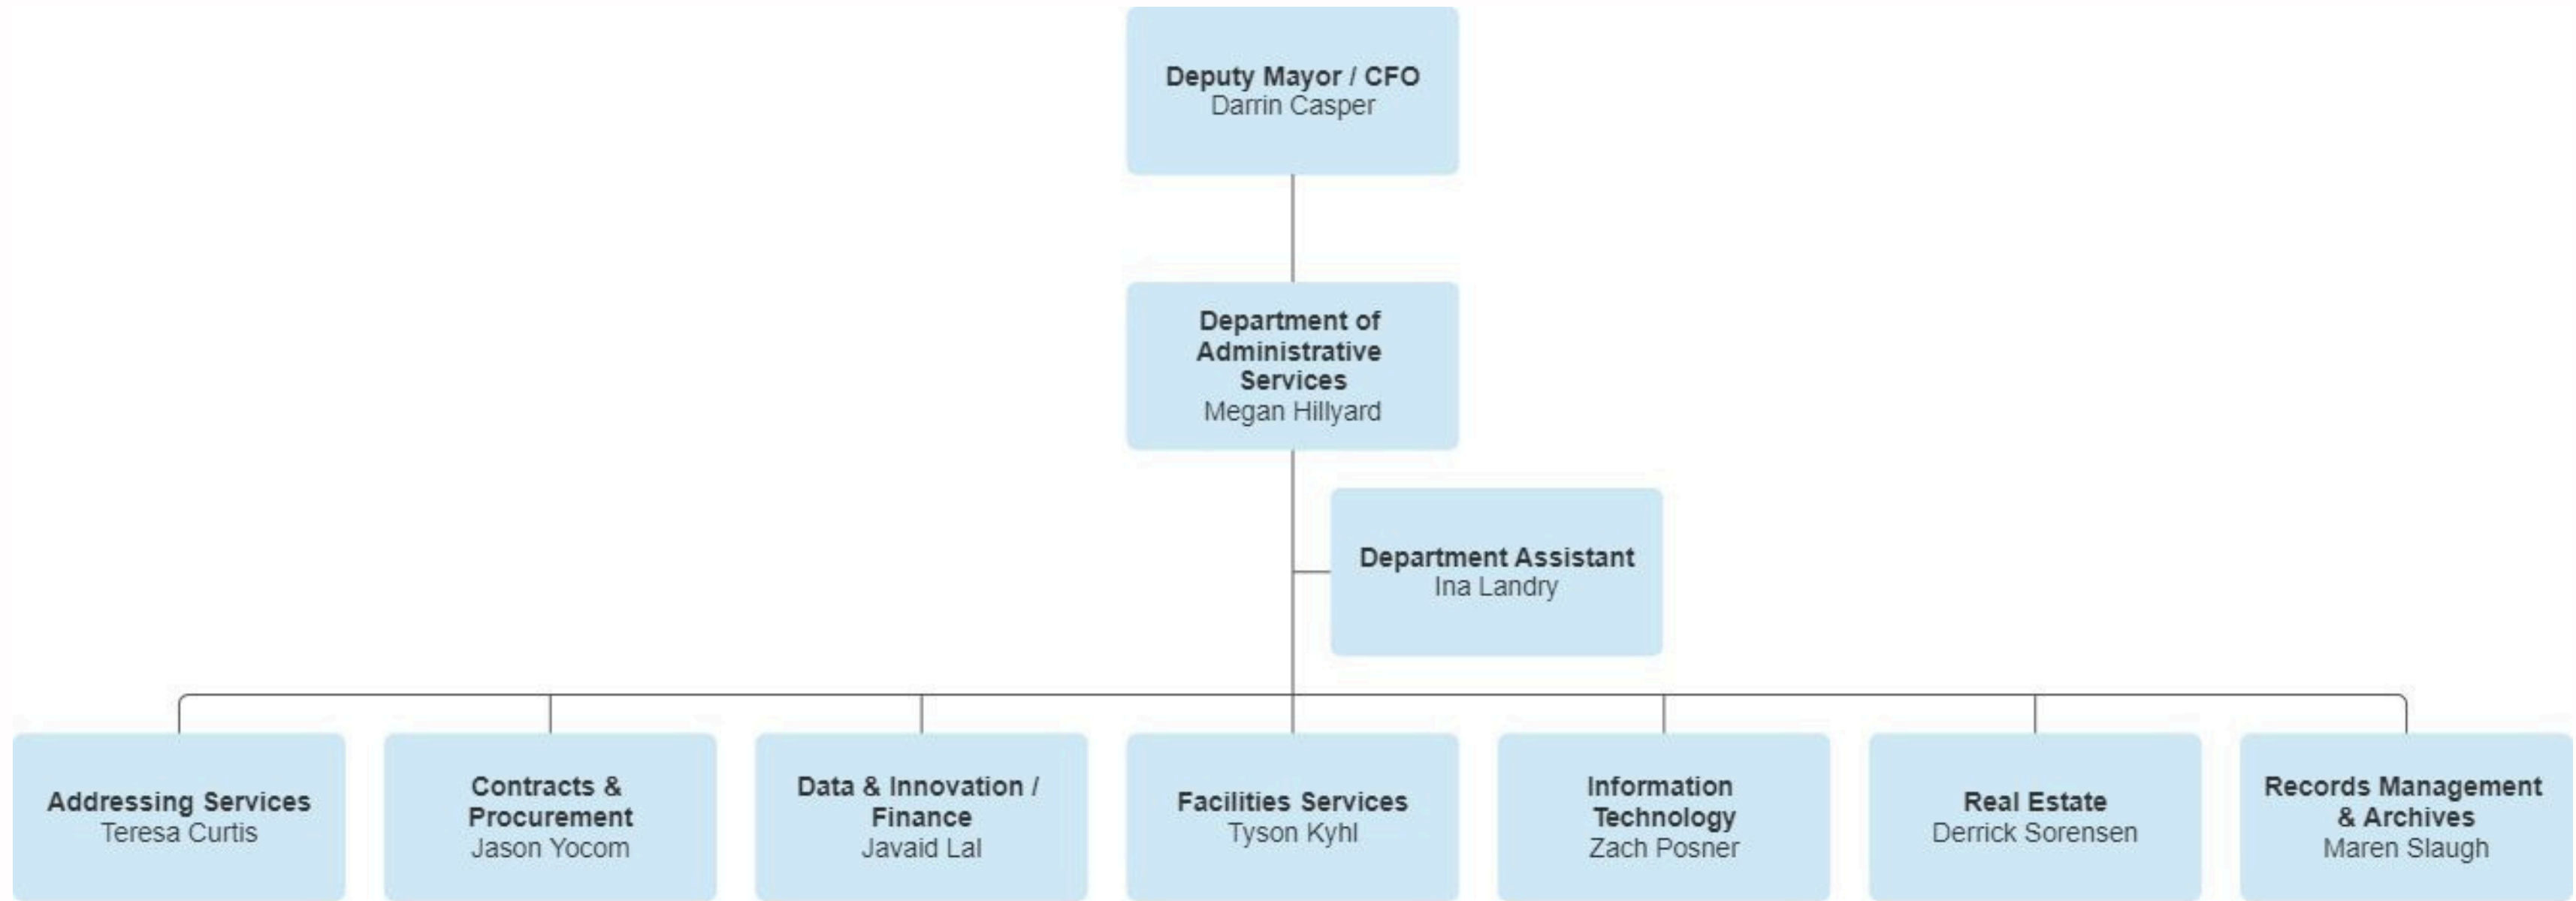 Deputy Mayor / CFO
Darrin Casper
Department of
Administrative
Services
Megan Hillyard
Department Assistant
Ina Landry
Addressing Services
Teresa Curtis
Contracts &
Procurement
Jason Yocom
Data & Innovation /
Finance
Javaid Lal
Facilities Services
Tyson Kyhl
Information
Technology
Zach Posner
Real Estate
Derrick Sorensen
Records Management
& Archives
Maren Slaugh